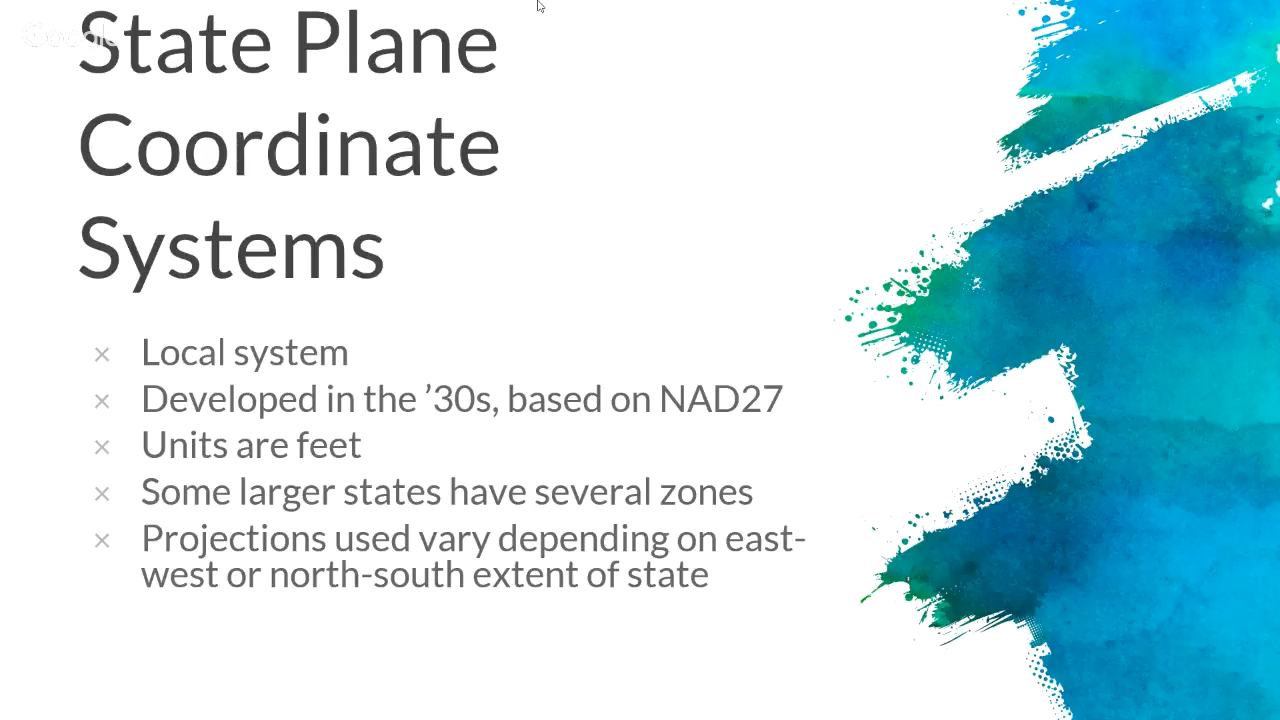 State Plane
Coordinate
Systems
× Local system
× Developed in the ’30s, based on NAD27
× Units are feet
× Some larger states have several zones
× Projections used vary depending on east-
west or north-south extent of state